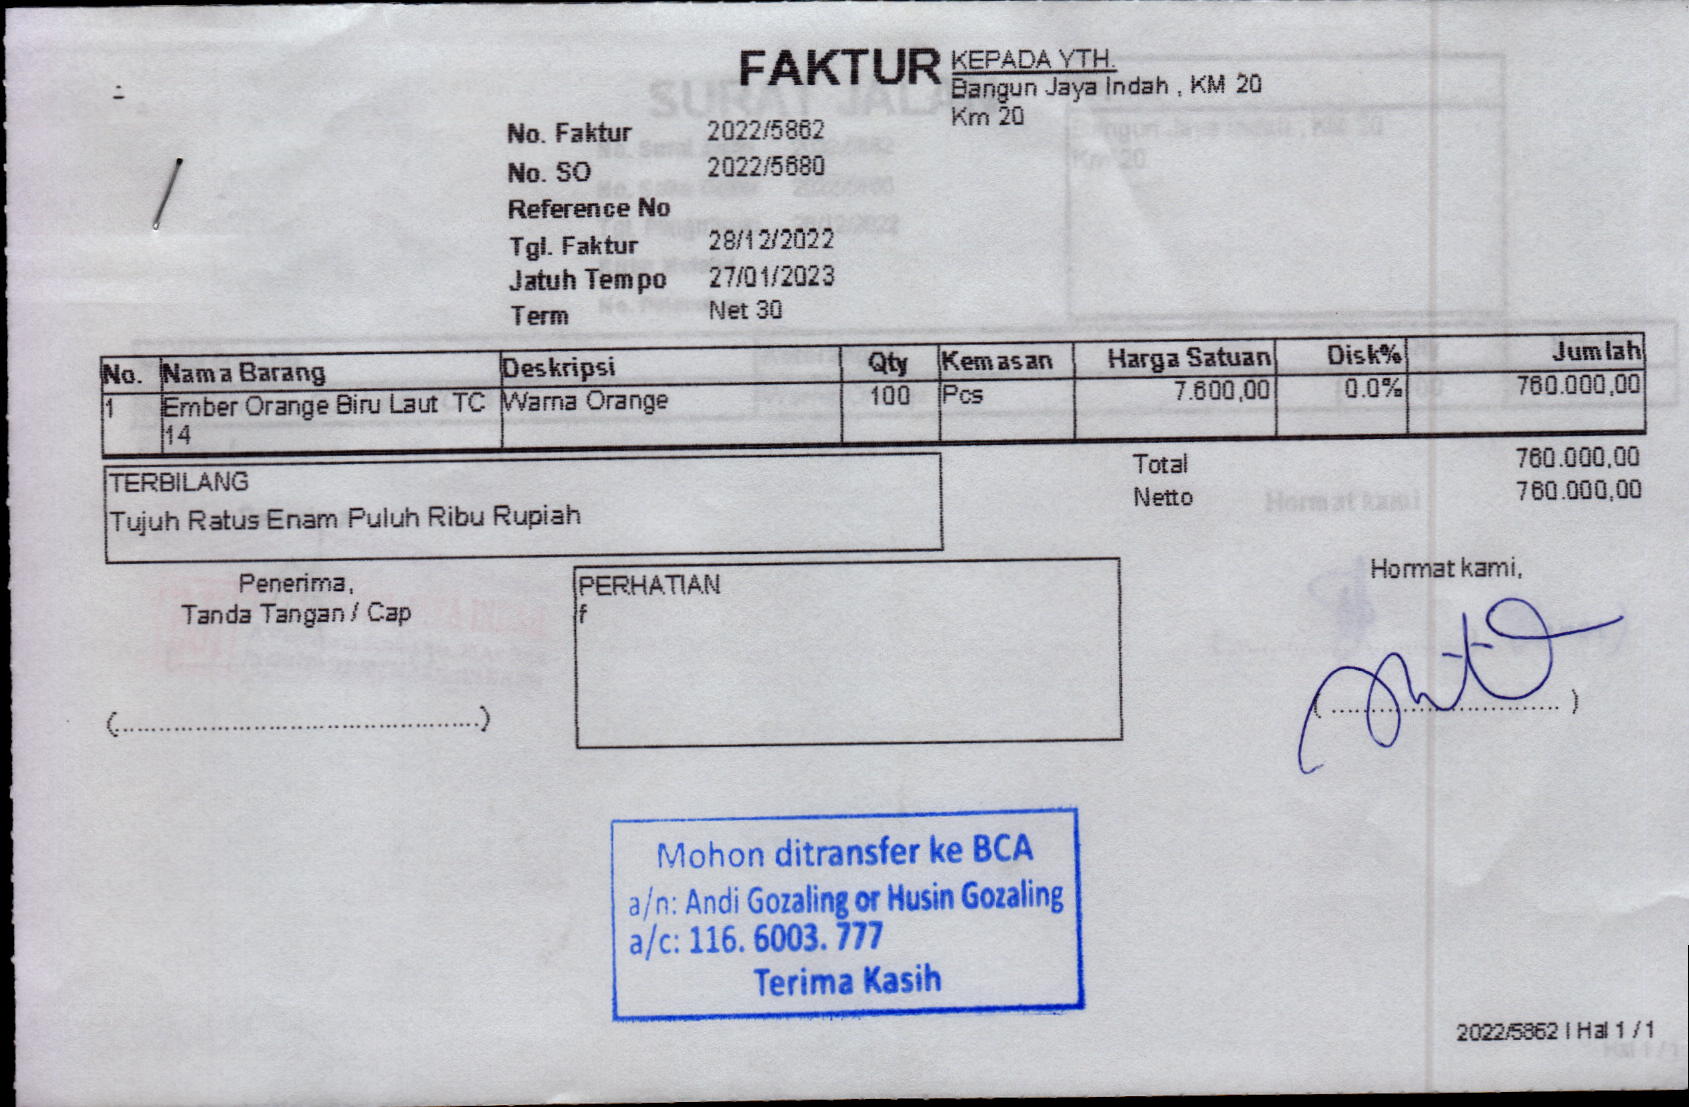 FAKTUR
KEPADA YTH.
Bangun Jaya Indah , KM 20
Km 20
No. Faktur 2022/5862
No. SO 2022/5680
Reference No
Tgl. Faktur 28/12/2022
Jatuh Tempo 27/01/2023
Term Net 30
No. Nama Barang Deskripsi Qty Kemasan Harga Satuan Disk% Jumlah
1 Ember Orange Biru Laut TC Warna Orange 100 Pcs 7.600,00 0.0% 760.000,00
14
Total 760.000,00
Netto 760.000,00
TERBILANG
Tujuh Ratus Enam Puluh Ribu Rupiah
Penerima,
Tanda Tangan / Cap
(................................................)
PERHATIAN
f
Hormat kami,
(..............................)
Mohon ditransfer ke BCA
a/n: Andi Gozaling or Husin Gozaling
a/c: 116. 6003. 777
Terima Kasih
2022/5862 | Hal 1 / 1